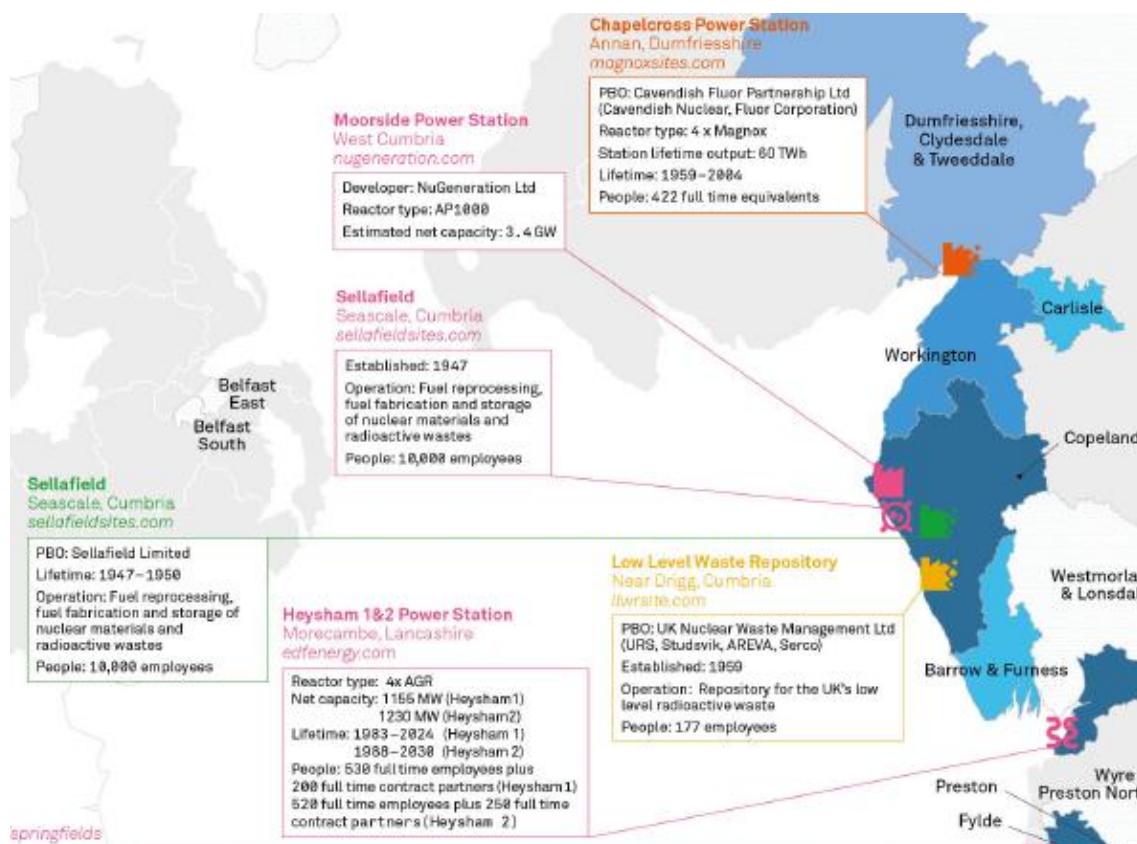 Chapelcross Power Station
Annan, Dumfriesshire
magnoxsites.com
PBO: Cavendish Fluor Partnership Ltd
(Cavendish Nuclear, Fluor Corporation)
Reactor type: 4 x Magnox
Station lifetime output: 60 TWh
Lifetime: 1959–2004
People: 422 full time equivalents
Dumfriesshire,
Clydesdale
& Tweeddale
Moorside Power Station
West Cumbria
nugeneration.com
Developer: NuGeneration Ltd
Reactor type: AP1000
Estimated net capacity: 3.4 GW
Sellafield
Seascale, Cumbria
sellafieldsites.com
Established: 1947
Operation: Fuel reprocessing,
fuel fabrication and storage
of nuclear materials and
radioactive wastes
People: 10,000 employees
Carlisle
Workington
Belfast
East
Belfast
South
Copeland
Sellafield
Seascale, Cumbria
sellafieldsites.com
PBO: Sellafield Limited
Lifetime: 1947–1950
Operation: Fuel reprocessing,
fuel fabrication and storage of
nuclear materials and
radioactive wastes
People: 10,000 employees
Low Level Waste Repository
Near Drigg, Cumbria
llwrsite.com
PBO: UK Nuclear Waste Management Ltd
(URS, Studsvik, AREVA, Serco)
Established: 1959
Operation: Repository for the UK's low
level radioactive waste
People: 177 employees
Westmorla
& Lonsda
Barrow & Furness
Heysham 1&2 Power Station
Morecambe, Lancashire
edfenergy.com
Reactor type: 4x AGR
Net capacity: 1155 MW (Heysham1)
1230 MW (Heysham2)
Lifetime: 1983–2024 (Heysham 1)
1988–2030 (Heysham 2)
People: 530 full time employees plus
200 full time contract partners (Heysham1)
520 full time employees plus 250 full time
contract partners (Heysham 2)
Wyre
Preston Nort
Preston
Fylde
/springfields